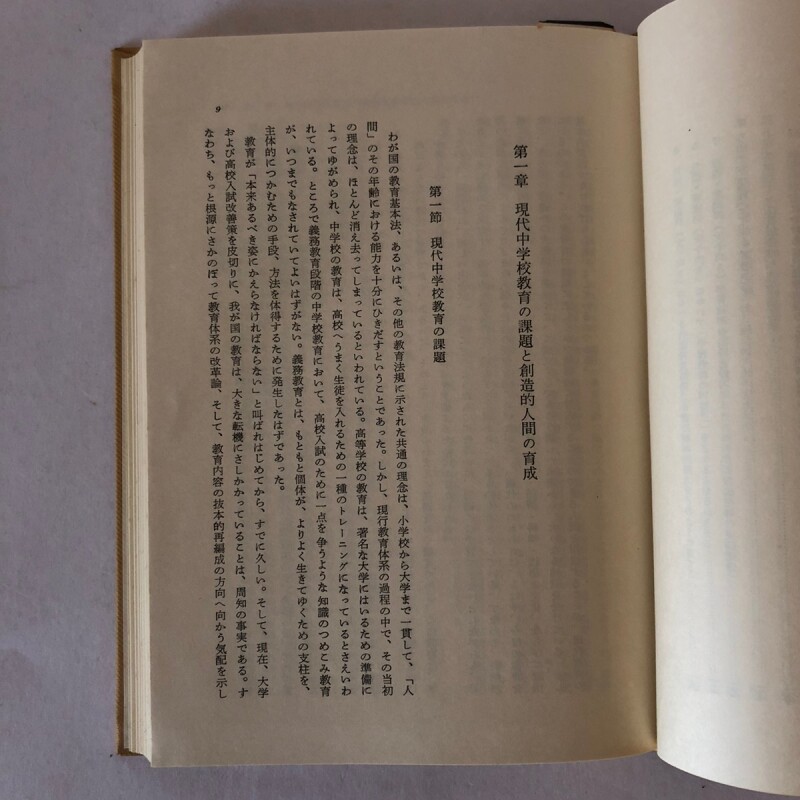 第一章　現代中学校教育の課題と創造的人間の育成
第一節　現代中学校教育の課題
わが国の教育基本法、あるいは、その他の教育法規に示された共通の理念は、小学校から大学まで一貫して、「人
間」のその年齢における能力を十分にひきだすということであった。しかし、現行教育体系の過程の中で、その当初
の理念は、ほとんど消え去ってしまっているといわれている。高等学校の教育は、著名な大学にはいるための準備に
よってゆがめられ、中学校の教育は、高校へうまく生徒を入れるための一種のトレーニングになっているとさえいわ
れている。ところで義務教育段階の中学校教育において、高校入試のために一点を争うような知識のつめこみ教育
が、いつまでもなされていてよいはずがない。義務教育とは、もともと個体が、よりよく生きてゆくための支柱を、
主体的につかむための手段、方法を体得するために発生したはずであった。
教育が「本来あるべき姿にかえらなければならない」と叫ばれはじめてから、すでに久しい。そして、現在、大学
および高校入試改善策を皮切りに、我が国の教育は、大きな転機にさしかかっていることは、周知の事実である。す
なわち、もっと根源にさかのぼって教育体系の改革論、そして、教育内容の抜本的再編成の方向へ向かう気配を示し
9